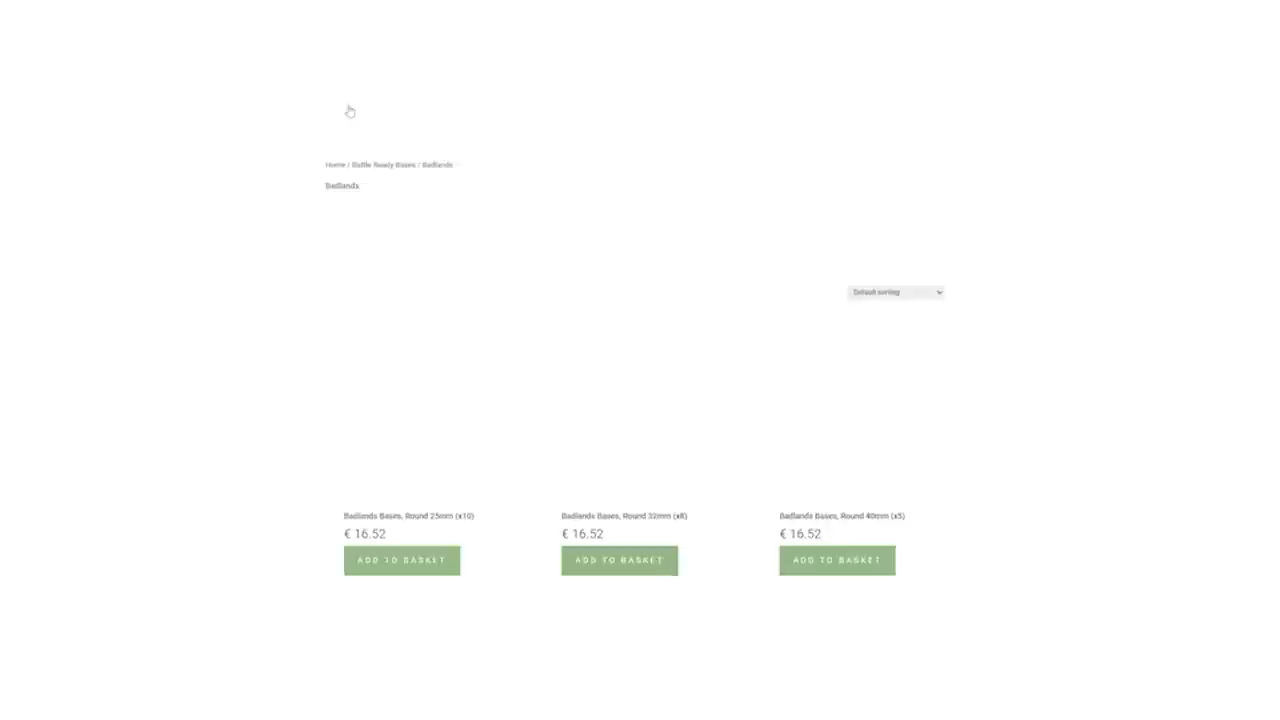 Home / Battle Ready Bases / Badlands
Badlands
Default sorting
Badlands Bases, Round 25mm (x10)
€ 16.52
ADD TO BASKET
Badlands Bases, Round 32mm (x8)
€ 16.52
ADD TO BASKET
Badlands Bases, Round 40mm (x5)
€ 16.52
ADD TO BASKET